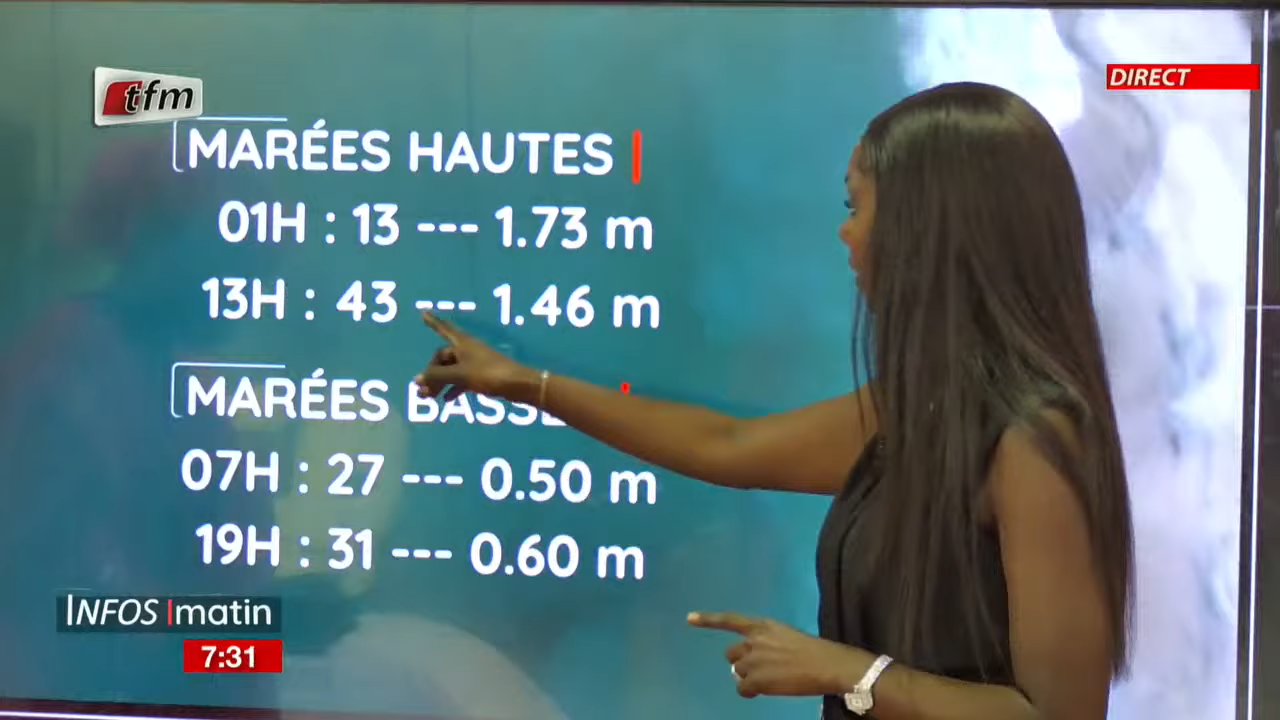 tfm
DIRECT
MARÉES HAUTES
01H : 13 --- 1.73 m
13H : 43 --- 1.46 m
MARÉES
07H : 27 --- 0.50 m
19H : 31 --- 0.60 m
INFOS matin
7:31